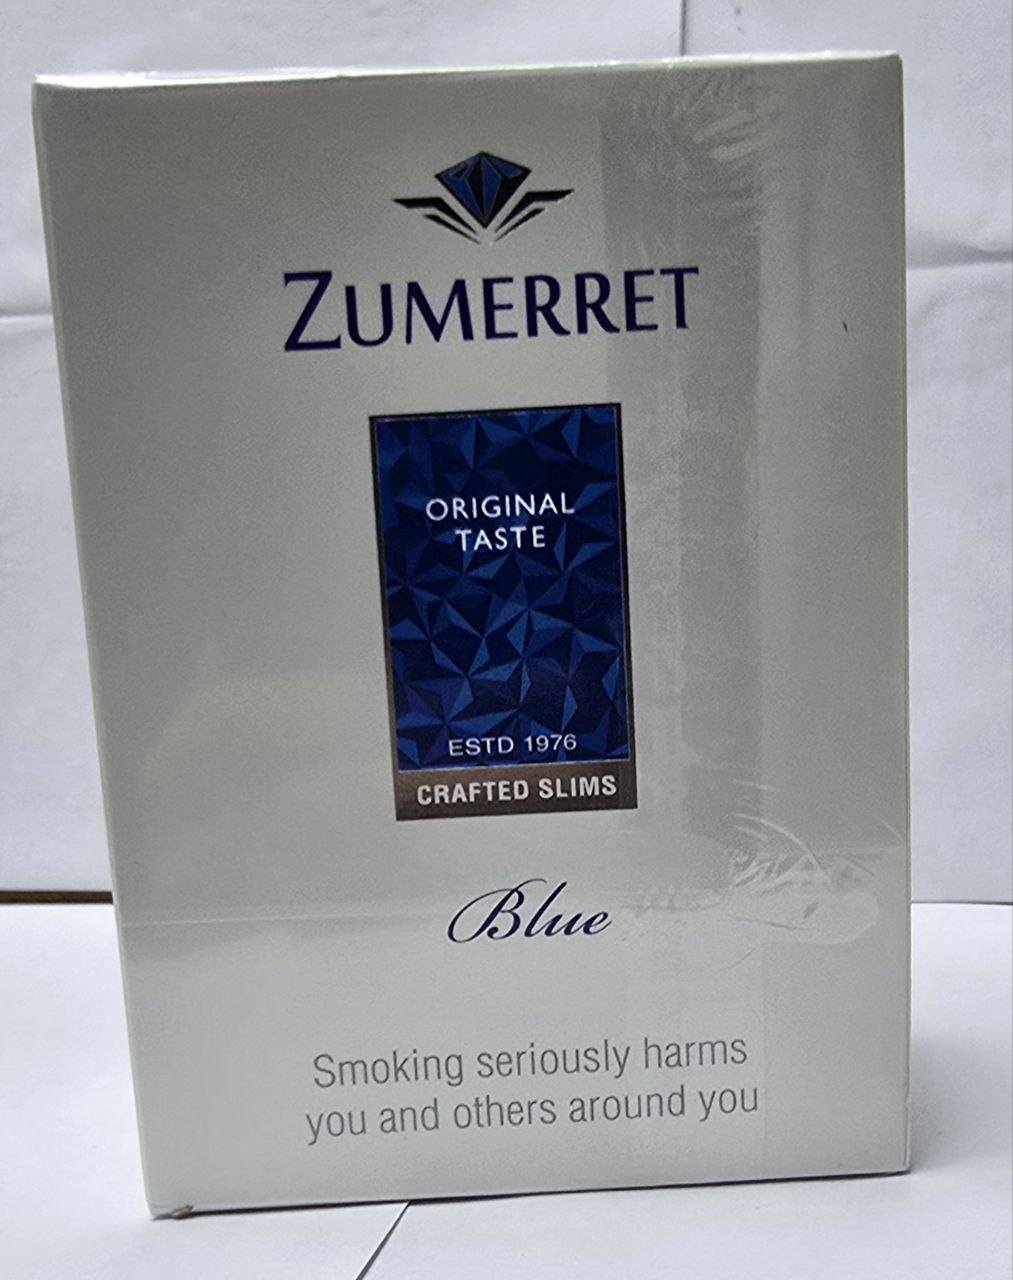 ZUMERRET
ORIGINAL
TASTE
ESTD 1976
CRAFTED SLIMS
Blue
Smoking seriously harms
you and others around you